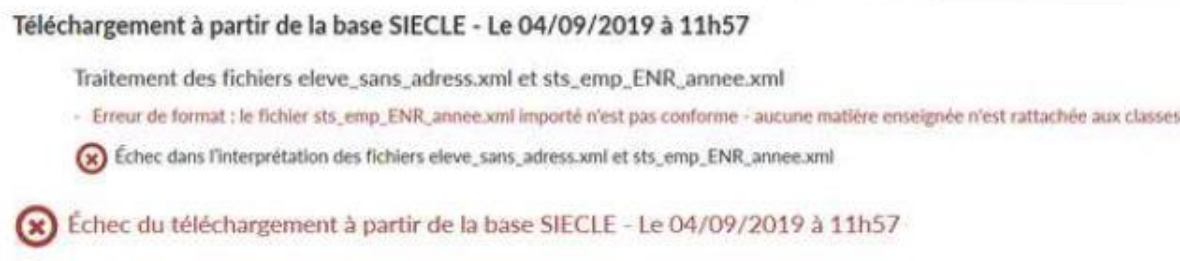 Téléchargement à partir de la base SIECLE - Le 04/09/2019 à 11h57
Traitement des fichiers eleve_sans_adress.xml et sts_emp_ENR_annee.xml
- Erreur de format : le fichier sts_emp_ENR_annee.xml importé n'est pas conforme - aucune matière enseignée n'est rattachée aux classes
Échec dans l'interprétation des fichiers eleve_sans_adress.xml et sts_emp_ENR_annee.xml
Échec du téléchargement à partir de la base SIECLE - Le 04/09/2019 à 11h57